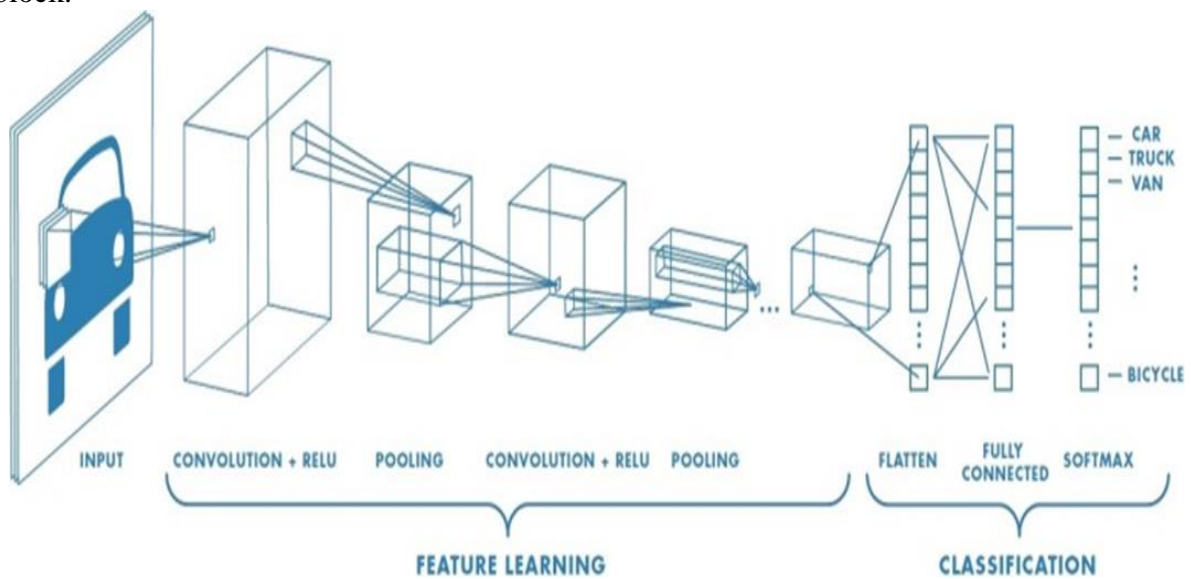 CAR
TRUCK
VAN
BICYCLE
INPUT
CONVOLUTION + RELU
POOLING
CONVOLUTION + RELU
POOLING
FLATTEN
FULLY
CONNECTED
SOFTMAX
FEATURE LEARNING
CLASSIFICATION